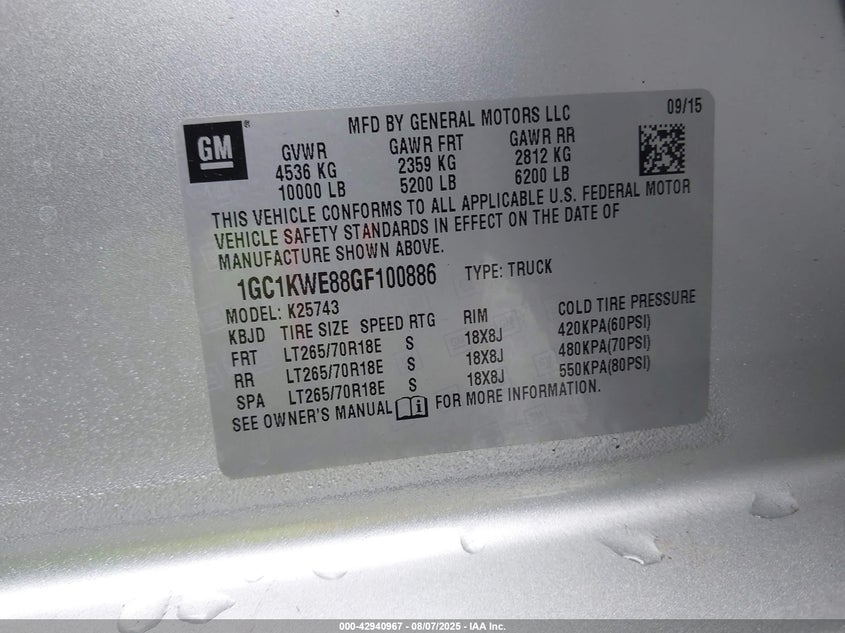 GM
MFD BY GENERAL MOTORS LLC
09/15
GVWR GAWR FRT GAWR RR
4536 KG 2359 KG 2812 KG
10000 LB 5200 LB 6200 LB
THIS VEHICLE CONFORMS TO ALL APPLICABLE U.S. FEDERAL MOTOR
VEHICLE SAFETY STANDARDS IN EFFECT ON THE DATE OF
MANUFACTURE SHOWN ABOVE.
1GC1KWE88GF100886 TYPE: TRUCK
MODEL: K25743
KBJD TIRE SIZE SPEED RTG RIM COLD TIRE PRESSURE
FRT LT265/70R18E S 18X8J 420KPA(60PSI)
RR LT265/70R18E S 18X8J 480KPA(70PSI)
SPA LT265/70R18E S 18X8J 550KPA(80PSI)
SEE OWNER'S MANUAL FOR MORE INFORMATION.
000-42940967 - 08/07/2025 - IAA Inc.